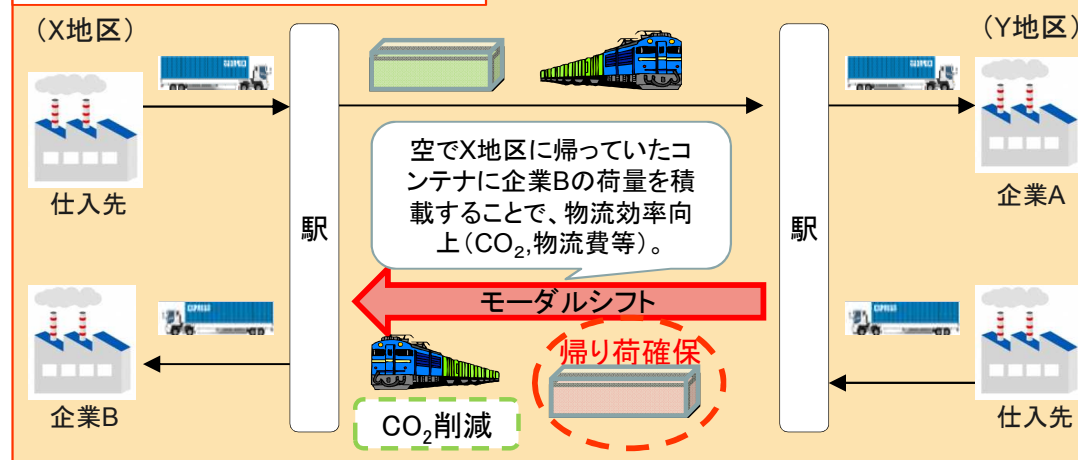 (X地区)
(Y地区)
仕入先
駅
空でX地区に帰っていたコ
ンテナに企業Bの荷量を積
載することで、物流効率向
上(CO₂,物流費等)。
駅
企業A
モーダルシフト
帰り荷確保
EXPRESS
企業B
CO₂削減
仕入先